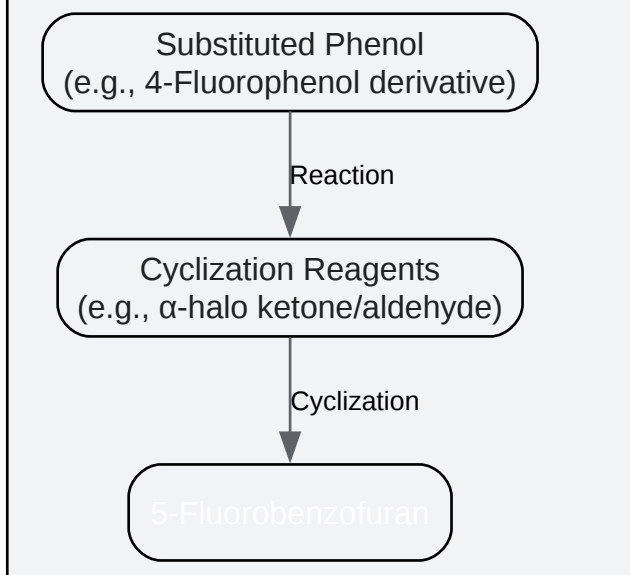 Substituted Phenol
(e.g., 4-Fluorophenol derivative)
Reaction
Cyclization Reagents
(e.g., α-halo ketone/aldehyde)
Cyclization
5-Fluorobenzofuran